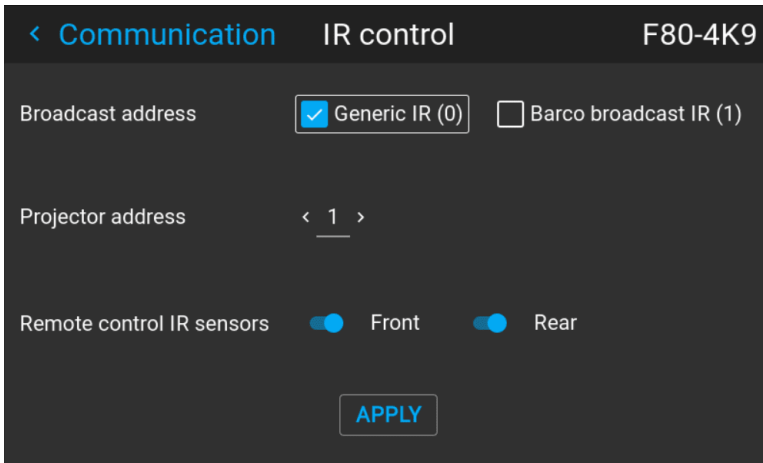 Communication IR control F80-4K9
Broadcast address Generic IR (0) Barco broadcast IR (1)
Projector address 1
Remote control IR sensors Front Rear
APPLY